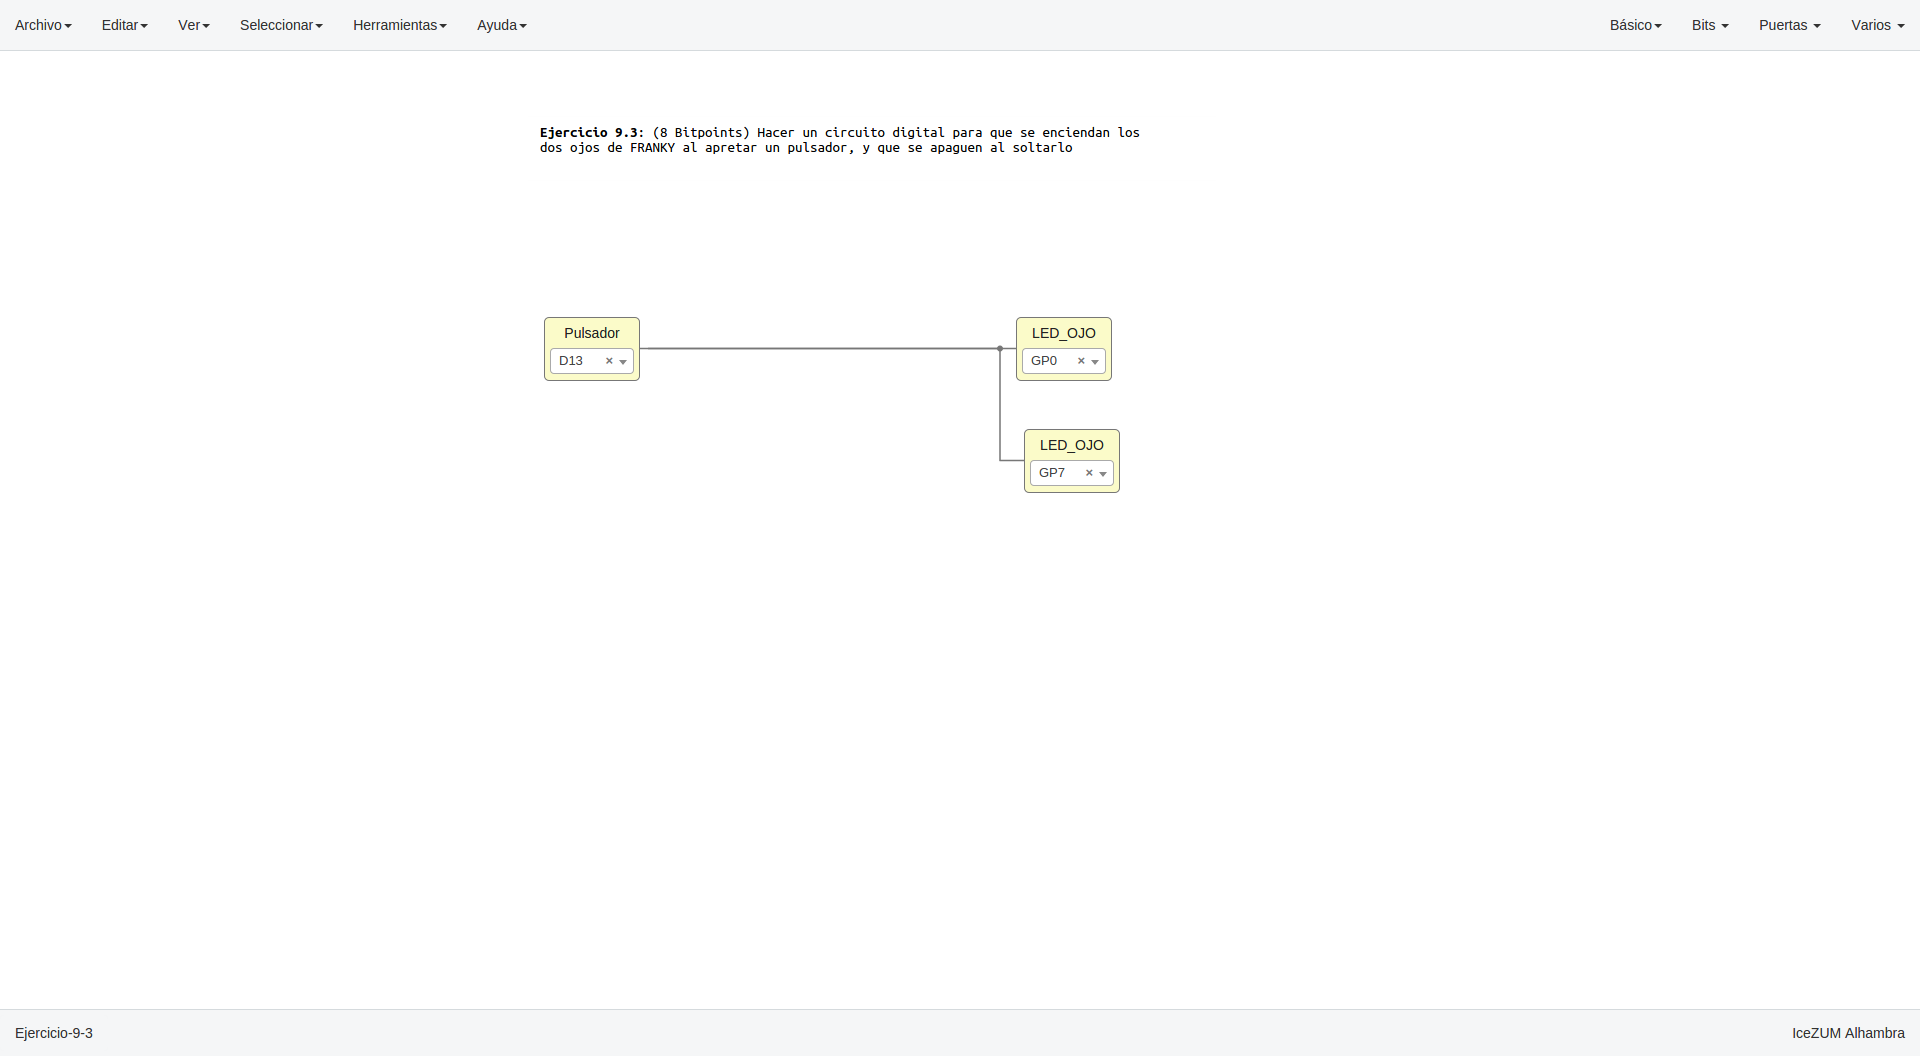 Archivo Editar Ver Seleccionar Herramientas Ayuda Básico Bits Puertas Varios
Ejercicio 9.3: (8 Bitpoints) Hacer un circuito digital para que se enciendan los
dos ojos de FRANKY al apretar un pulsador, y que se apaguen al soltarlo
Pulsador
D13 ×
LED_OJO
GP0 ×
LED_OJO
GP7 ×
Ejercicio-9-3 IceZUM Alhambra